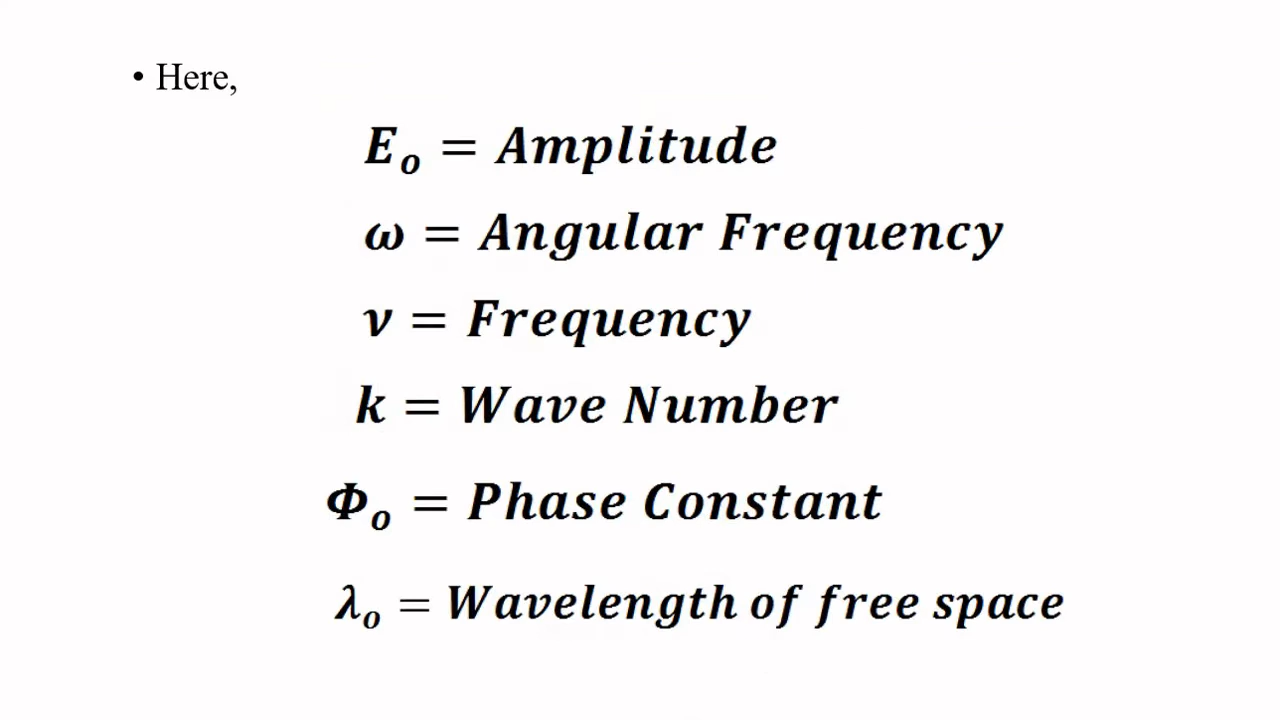 • Here,
E₀ = Amplitude
ω = Angular Frequency
ν = Frequency
k = Wave Number
Φ₀ = Phase Constant
λ₀ = Wavelength of free space